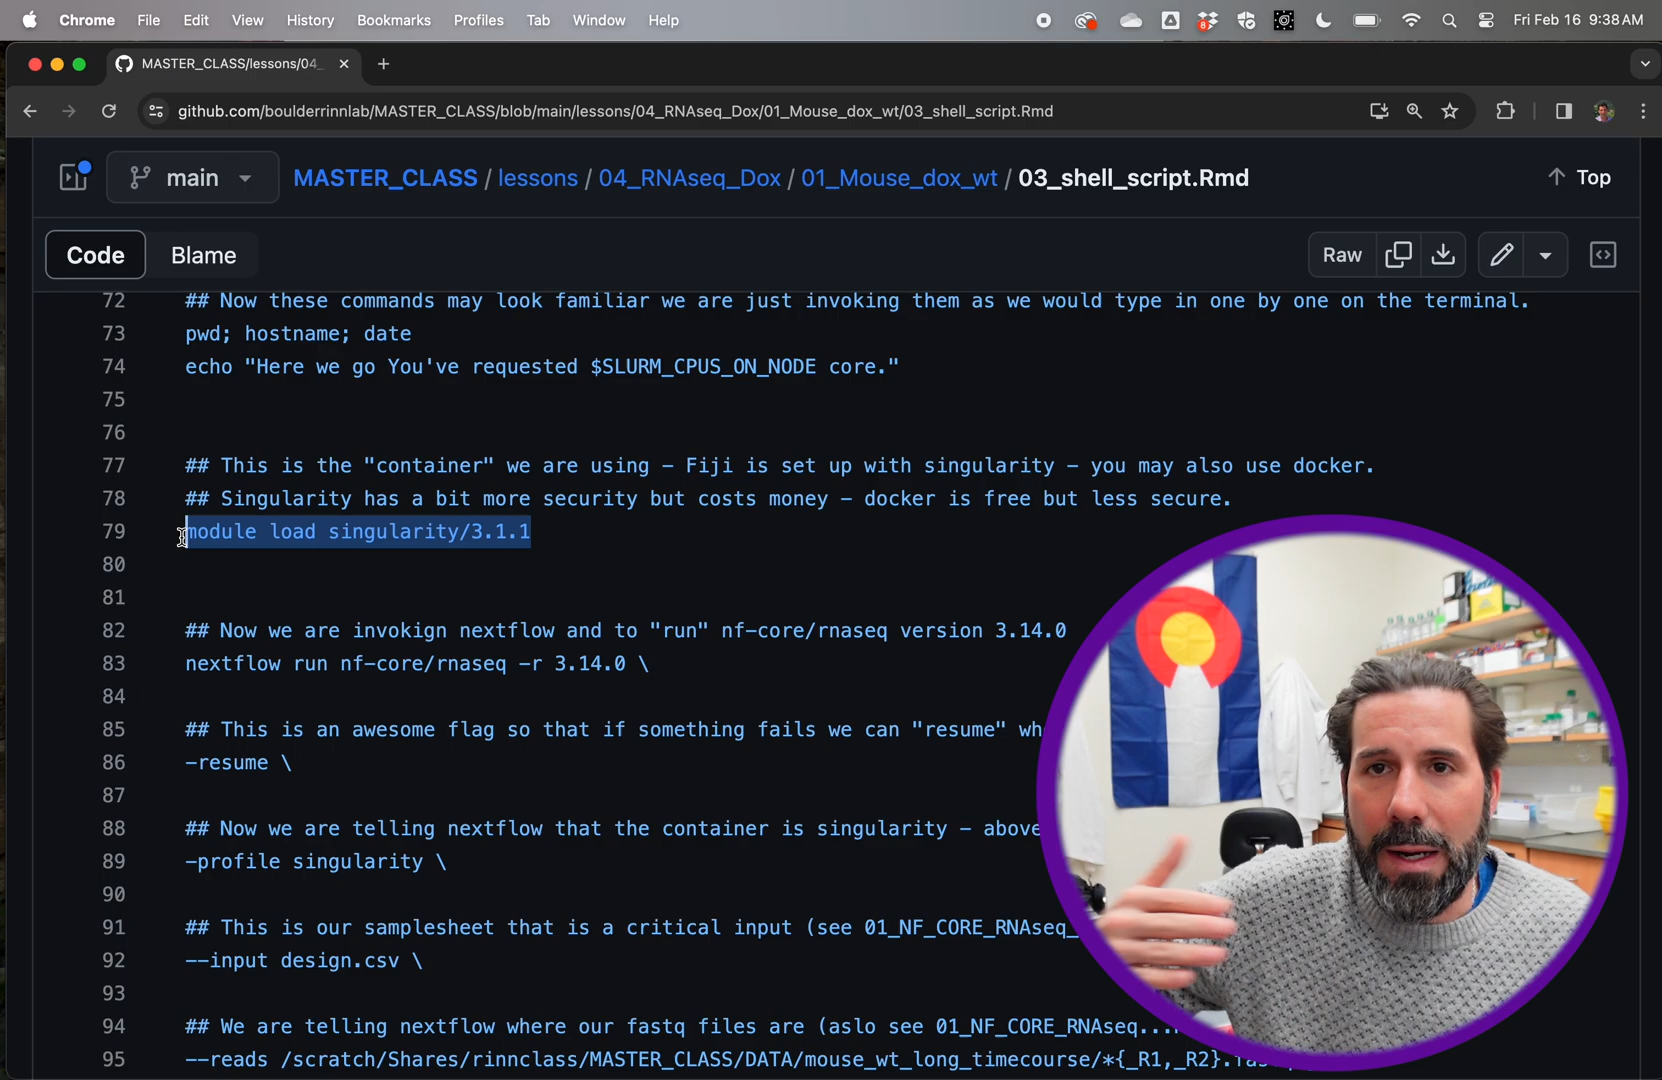 Chrome File Edit View History Bookmarks Profiles Tab Window Help Fri Feb 16 9:38 AM
8
MASTER_CLASS/lessons/04_
github.com/boulderrinnlab/MASTER_CLASS/blob/main/lessons/04_RNAseq_Dox/01_Mouse_dox_wt/03_shell_script.Rmd
main MASTER_CLASS / lessons / 04_RNAseq_Dox / 01_Mouse_dox_wt / 03_shell_script.Rmd Top
Code Blame Raw
72 ## Now these commands may look familiar we are just invoking them as we would type in one by one on the terminal.
73 pwd; hostname; date
74 echo "Here we go You've requested $SLURM_CPUS_ON_NODE core."
75
76
77 ## This is the "container" we are using - Fiji is set up with singularity - you may also use docker.
78 ## Singularity has a bit more security but costs money - docker is free but less secure.
79 module load singularity/3.1.1
80
81
82 ## Now we are invokign nextflow and to "run" nf-core/rnaseq version 3.14.0
83 nextflow run nf-core/rnaseq -r 3.14.0 \
84
85 ## This is an awesome flag so that if something fails we can "resume"
86 -resume \
87
88 ## Now we are telling nextflow that the container is singularity - above
89 -profile singularity \
90
91 ## This is our samplesheet that is a critical input (see 01_NF_CORE_RNAseq_
92 --input design.csv \
93
94 ## We are telling nextflow where our fastq files are (aslo see 01_NF_CORE_RNAseq...
95 --reads /scratch/Shares/rinnclass/MASTER_CLASS/DATA/mouse_wt_long_timecourse/*{_R1,_R2}.